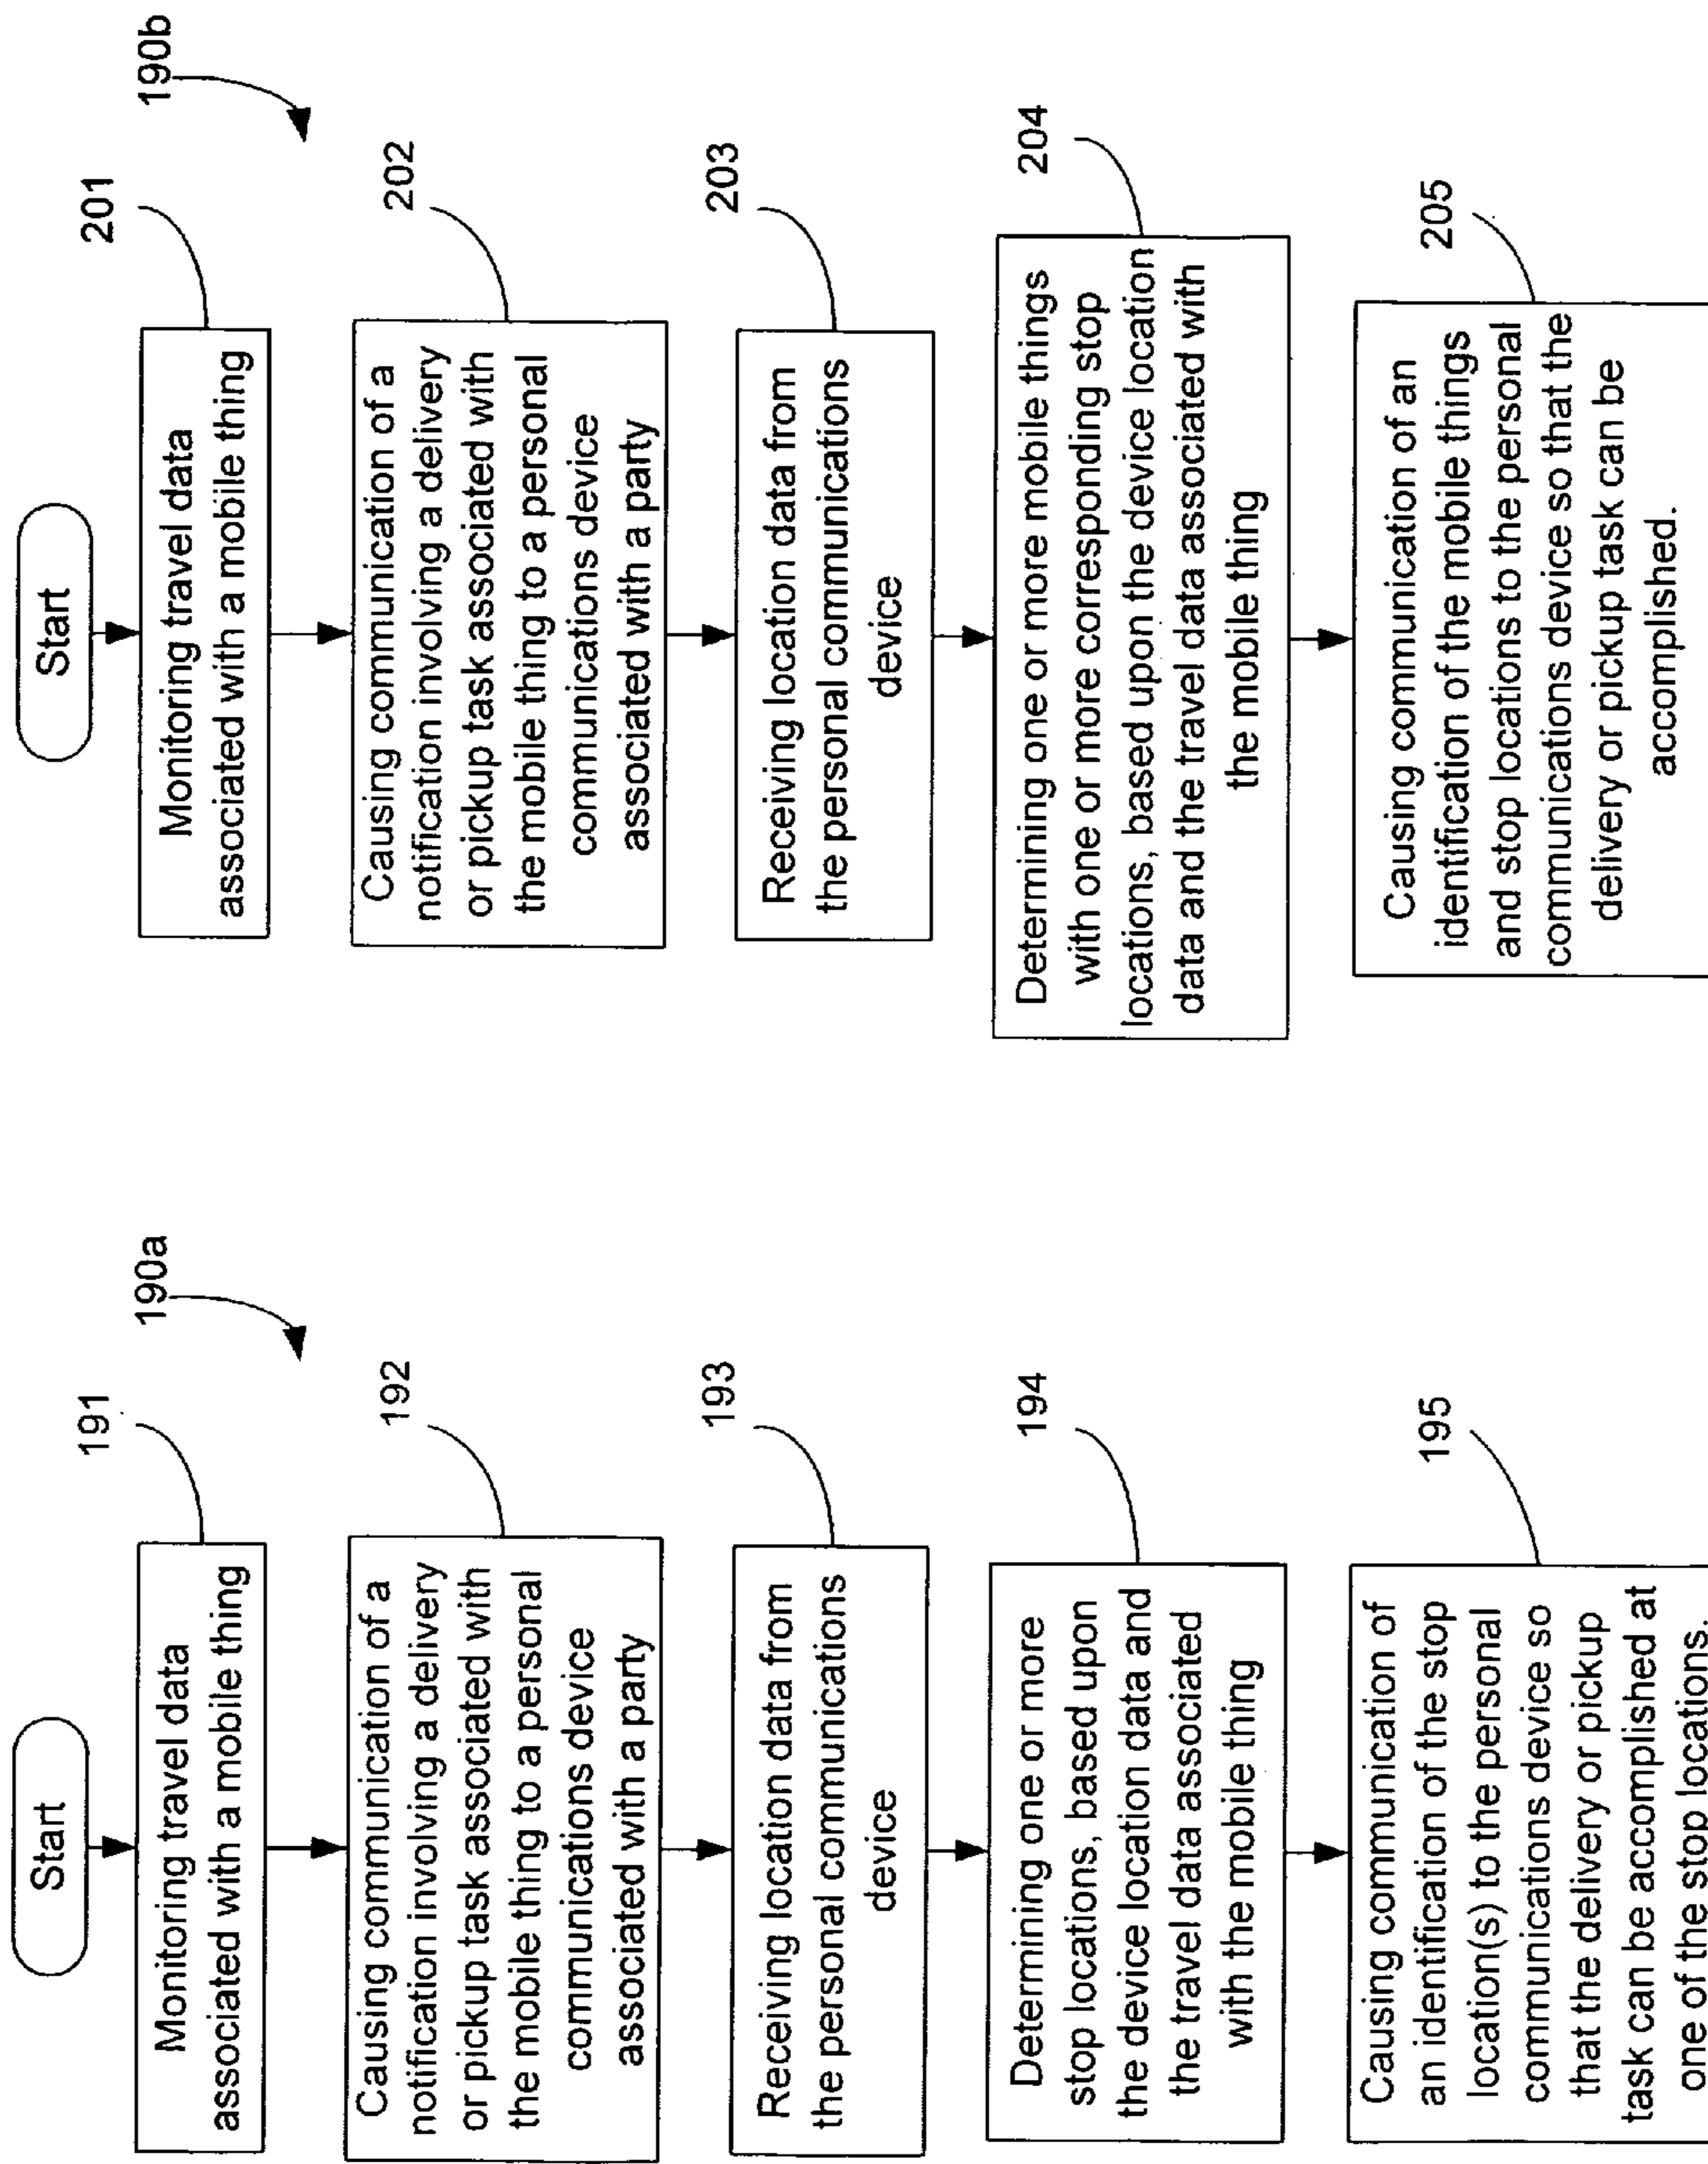 190a
Start
191
Monitoring travel data
associated with a mobile thing
192
Causing communication of a
notification involving a delivery
or pickup task associated with
the mobile thing to a personal
communications device
associated with a party
193
Receiving location data from
the personal communications
device
194
Determining one or more
stop locations, based upon
the device location data and
the travel data associated
with the mobile thing
195
Causing communication of
an identification of the stop
location(s) to the personal
communications device so
that the delivery or pickup
task can be accomplished at
one of the stop locations.
190b
Start
201
Monitoring travel data
associated with a mobile thing
202
Causing communication of a
notification involving a delivery
or pickup task associated with
the mobile thing to a personal
communications device
associated with a party
203
Receiving location data from
the personal communications
device
204
Determining one or more mobile things
with one or more corresponding stop
locations, based upon the device location
data and the travel data associated with
the mobile thing
205
Causing communication of an
identification of the mobile things
and stop locations to the personal
communications device so that the
delivery or pickup task can be
accomplished.